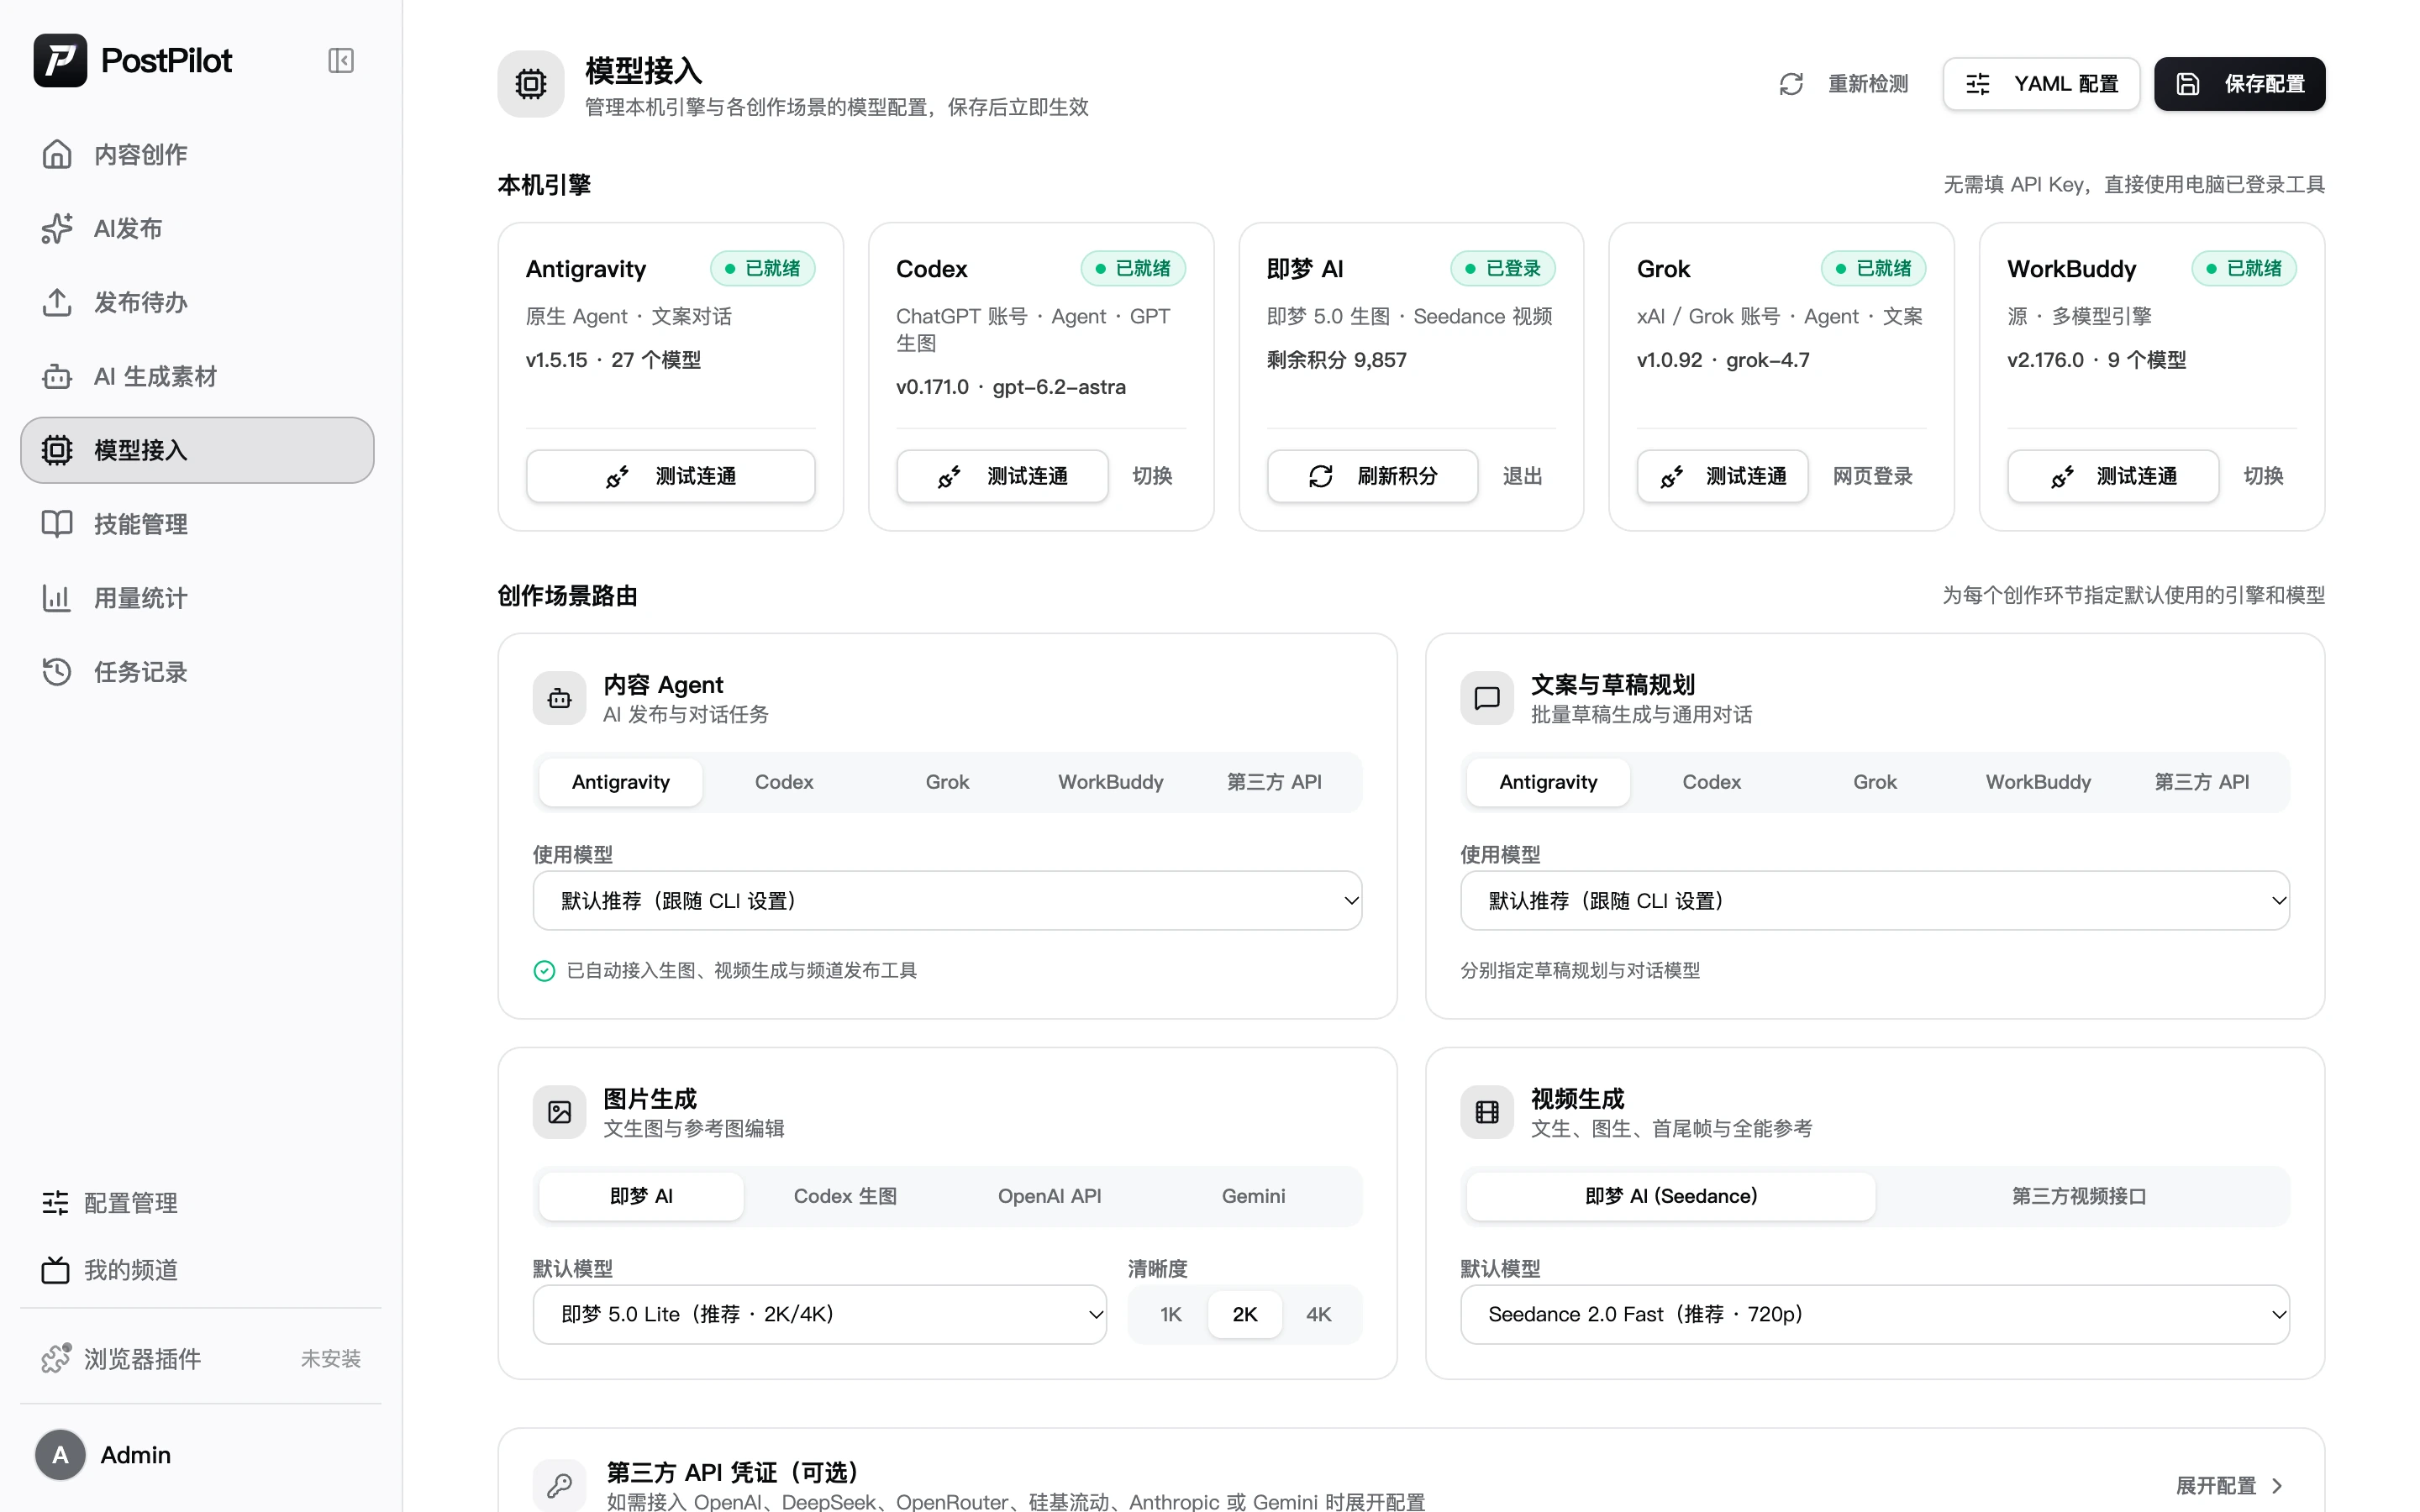 PostPilot
内容创作
AI发布
发布待办
AI 生成素材
模型接入
技能管理
用量统计
任务记录
配置管理
我的频道
浏览器插件 未安装
A Admin
模型接入
管理本机引擎与各创作场景的模型配置，保存后立即生效
重新检测 YAML 配置 保存配置
本机引擎 无需填 API Key，直接使用电脑已登录工具
Antigravity 已就绪
原生 Agent · 文案对话
v1.5.15 · 27 个模型
测试连通
Codex 已就绪
ChatGPT 账号 · Agent · GPT
生图
v0.171.0 · gpt-6.2-astra
测试连通 切换
即梦 AI 已登录
即梦 5.0 生图 · Seedance 视频
剩余积分 9,857
刷新积分 退出
Grok 已就绪
xAI / Grok 账号 · Agent · 文案
v1.0.92 · grok-4.7
测试连通 网页登录
WorkBuddy 已就绪
源 · 多模型引擎
v2.176.0 · 9 个模型
测试连通 切换
创作场景路由 为每个创作环节指定默认使用的引擎和模型
内容 Agent
AI 发布与对话任务
Antigravity Codex Grok WorkBuddy 第三方 API
使用模型
默认推荐（跟随 CLI 设置）
已自动接入生图、视频生成与频道发布工具
文案与草稿规划
批量草稿生成与通用对话
Antigravity Codex Grok WorkBuddy 第三方 API
使用模型
默认推荐（跟随 CLI 设置）
分别指定草稿规划与对话模型
图片生成
文生图与参考图编辑
即梦 AI Codex 生图 OpenAI API Gemini
默认模型 清晰度
即梦 5.0 Lite（推荐 · 2K/4K） 1K 2K 4K
视频生成
文生、图生、首尾帧与全能参考
即梦 AI (Seedance) 第三方视频接口
默认模型
Seedance 2.0 Fast（推荐 · 720p）
第三方 API 凭证（可选）
如需接入 OpenAI、DeepSeek、OpenRouter、硅基流动、Anthropic 或 Gemini 时展开配置
展开配置